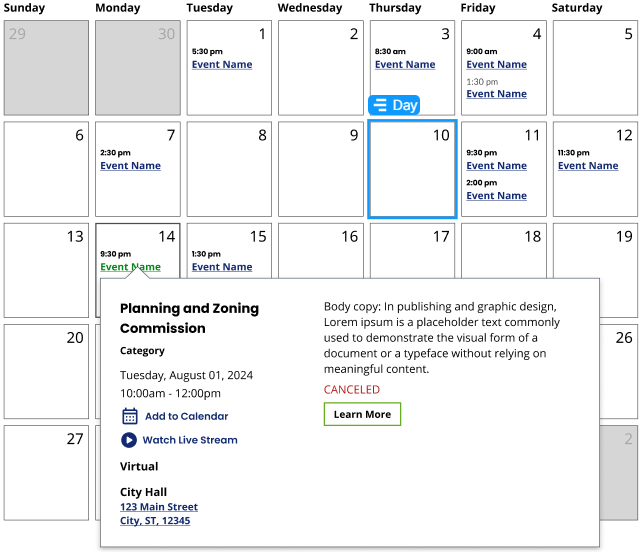 Sunday Monday Tuesday Wednesday Thursday Friday Saturday
29 30 1 2 3 4 5
5:30 pm 8:30 am 9:00 am
Event Name Event Name Event Name
1:30 pm
Event Name
Day
6 7 8 9 10 11 12
2:30 pm 9:30 pm 11:30 pm
Event Name Event Name Event Name
2:00 pm
Event Name
13 14 15 16 17 18 19
9:30 pm 1:30 pm
Event Name Event Name
20 26
27 2
Planning and Zoning
Commission
Category
Tuesday, August 01, 2024
10:00am - 12:00pm
Add to Calendar
Watch Live Stream
Virtual
City Hall
123 Main Street
City, ST, 12345
Body copy: In publishing and graphic design,
Lorem ipsum is a placeholder text commonly
used to demonstrate the visual form of a
document or a typeface without relying on
meaningful content.
CANCELED
Learn More